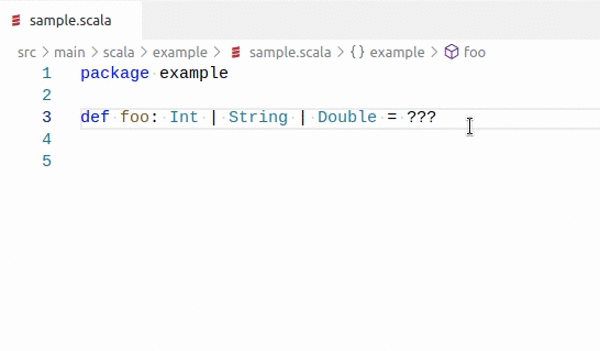 sample.scala
src > main > scala > example > sample.scala > {} example > foo
1 package example
2
3 def foo: Int | String | Double = ???
4
5